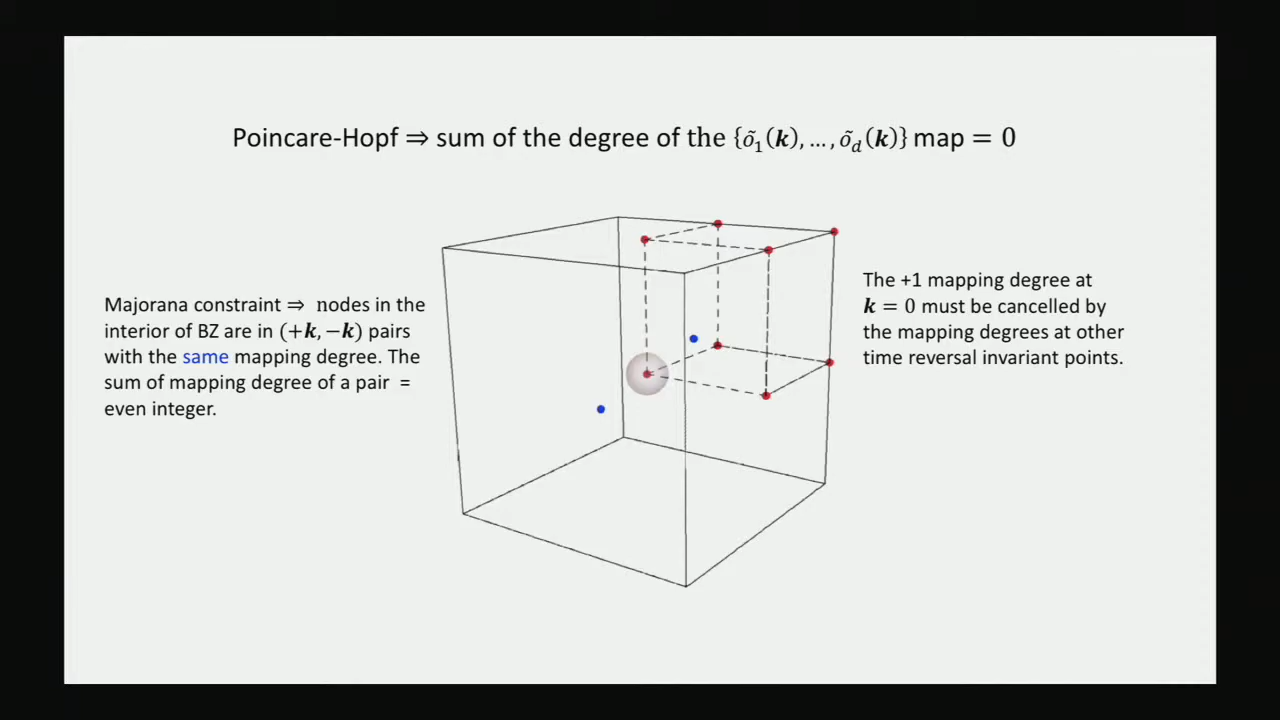 Poincare-Hopf ⇒ sum of the degree of the {õ₁(k), …, õ_d(k)} map = 0
Majorana constraint ⇒ nodes in the
interior of BZ are in (+k, −k) pairs
with the same mapping degree. The
sum of mapping degree of a pair =
even integer.
The +1 mapping degree at
k = 0 must be cancelled by
the mapping degrees at other
time reversal invariant points.